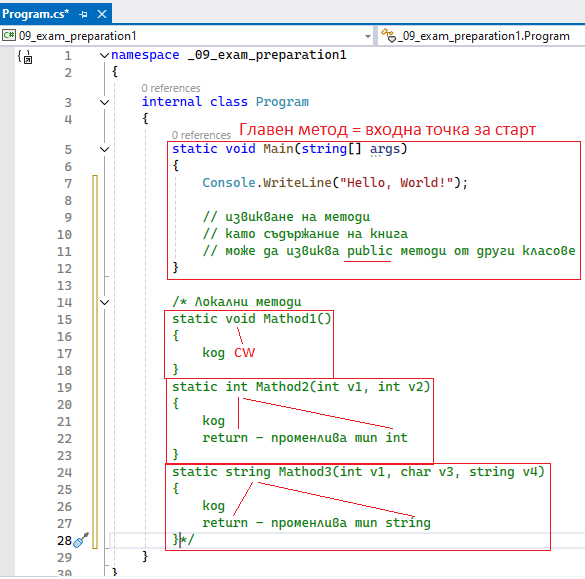 Program.cs*
C# 09_exam_preparation1
_09_exam_preparation1.Program
1 namespace _09_exam_preparation1
2 {
0 references
3 internal class Program
4 {
0 references Главен метод = входна точка за старт
5 static void Main(string[] args)
6 {
7 Console.WriteLine("Hello, World!");
8
9 // извикване на методи
10 // като съдържание на книга
11 // може да извиква public методи от други класове
12 }
13
14 /* Локални методи
15 static void Mathod1()
16 {
17 код CW
18 }
19 static int Mathod2(int v1, int v2)
20 {
21 код
22 return - променлива тип int
23 }
24 static string Mathod3(int v1, char v3, string v4)
25 {
26 код
27 return - променлива тип string
28 }*/
29 }
30 }